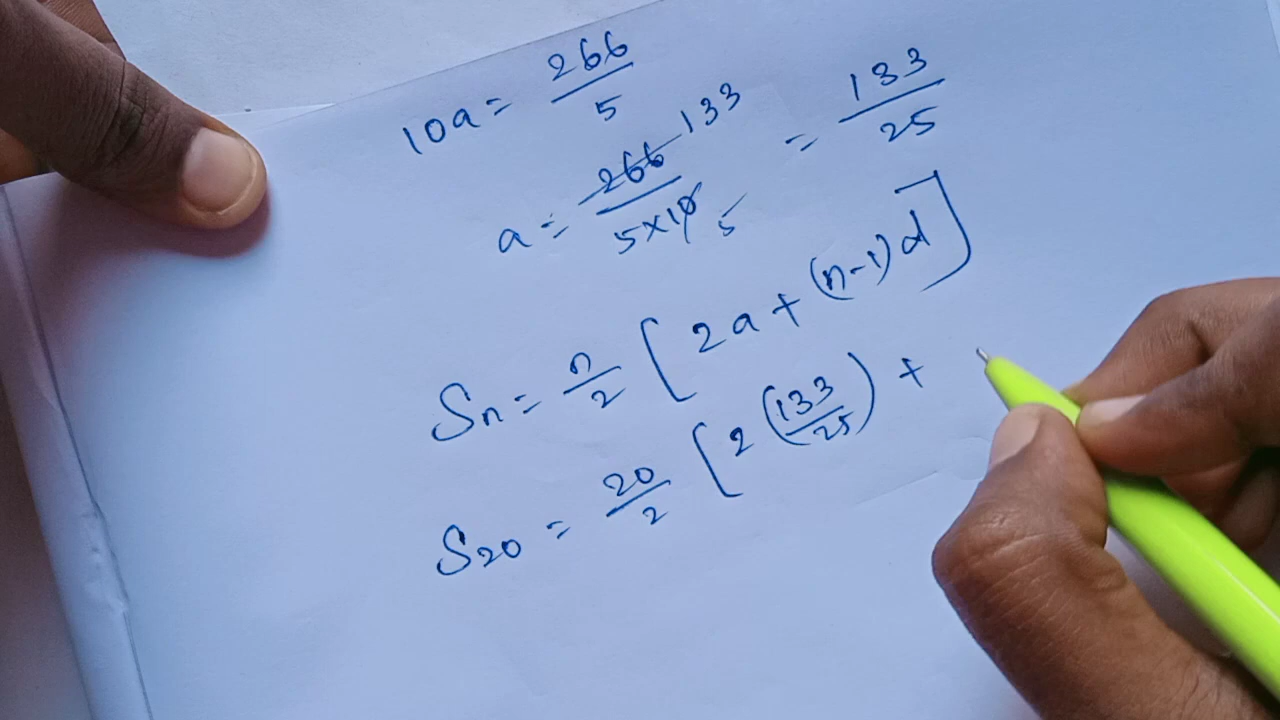 10a = 266/5
a = 266/5×10 133 5 = 133/25
Sn = n/2 [2a + (n-1)d]
S20 = 20/2 [2(133/25) +